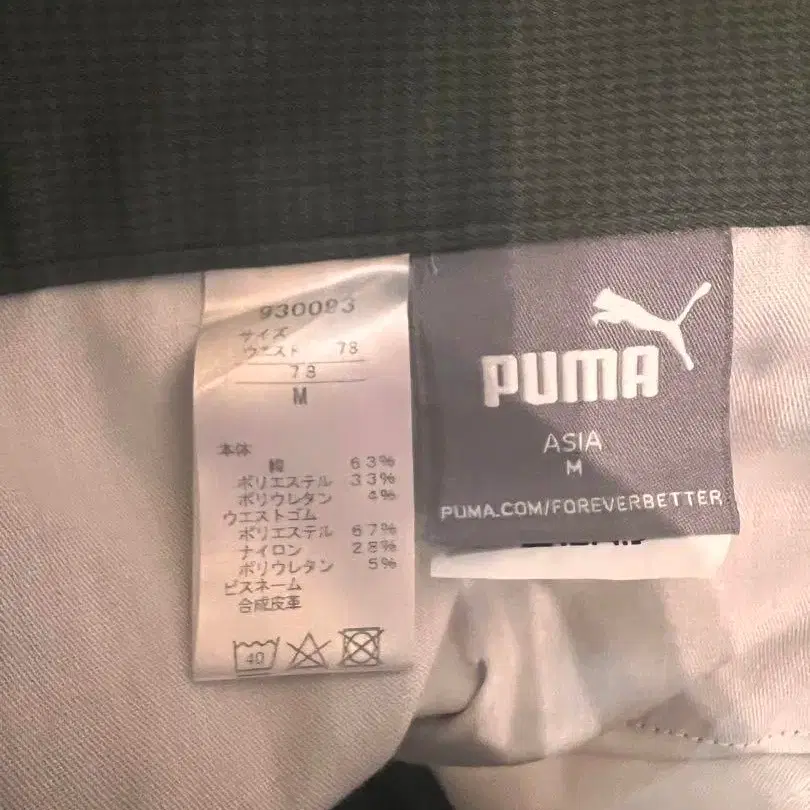 930093
サイズ
ウエスト 78
78
M
本体
綿 63%
ポリエステル 33%
ポリウレタン 4%
ウエストゴム
ポリエステル 67%
ナイロン 28%
ポリウレタン 5%
ピスネーム
合成皮革
40
PUMA
ASIA
M
PUMA.COM/FOREVERBETTER